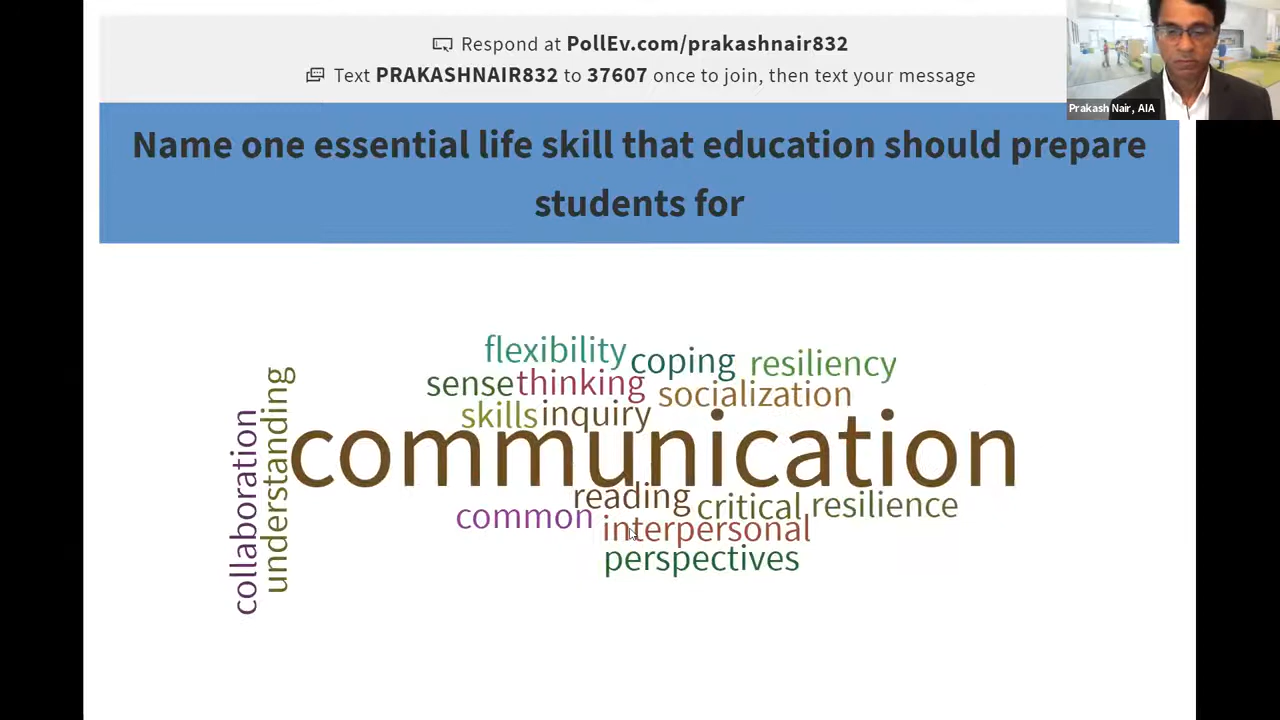 Respond at PollEv.com/prakashnair832
Text PRAKASHNAIR832 to 37607 once to join, then text your message
Prakash Nair, AIA
Name one essential life skill that education should prepare
students for
flexibility
coping
resiliency
sense
thinking
socialization
skills
inquiry
communication
collaboration
understanding
reading
critical
resilience
common
interpersonal
perspectives